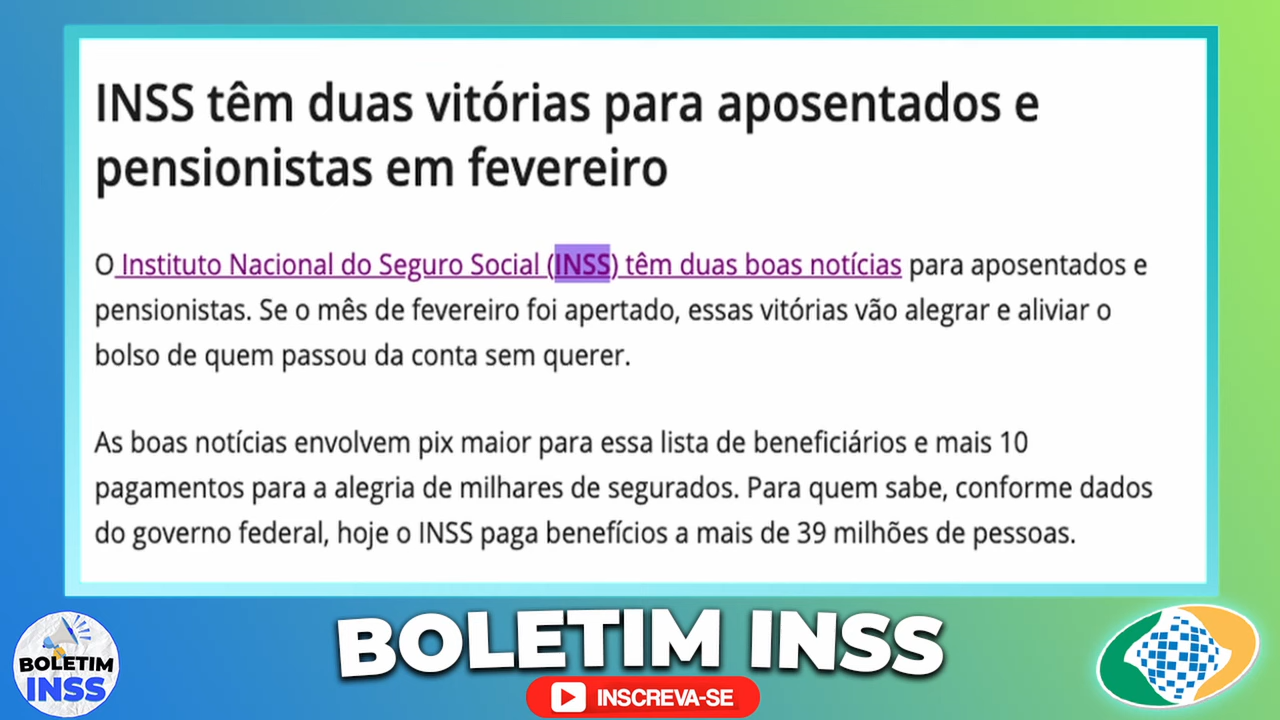 INSS têm duas vitórias para aposentados e
pensionistas em fevereiro
O Instituto Nacional do Seguro Social (INSS) têm duas boas notícias para aposentados e
pensionistas. Se o mês de fevereiro foi apertado, essas vitórias vão alegrar e aliviar o
bolso de quem passou da conta sem querer.
As boas notícias envolvem pix maior para essa lista de beneficiários e mais 10
pagamentos para a alegria de milhares de segurados. Para quem sabe, conforme dados
do governo federal, hoje o INSS paga benefícios a mais de 39 milhões de pessoas.
BOLETIM
INSS
BOLETIM INSS
INSCREVA-SE